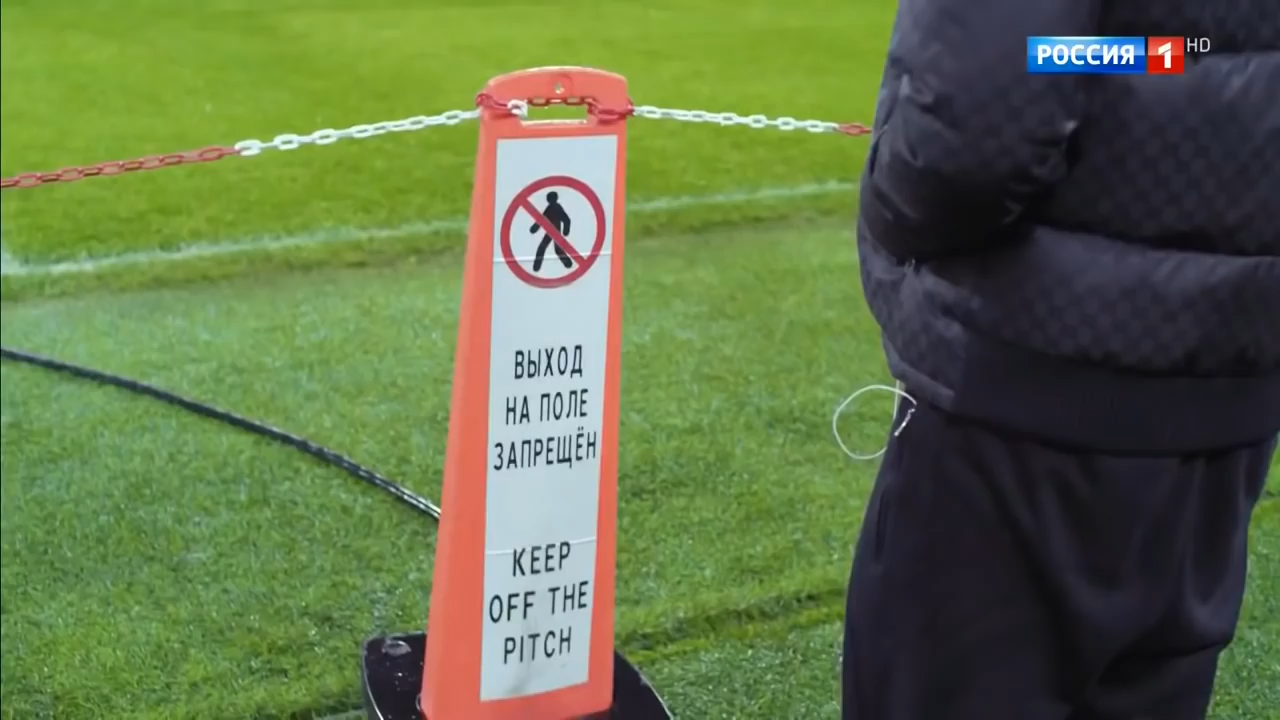 РОССИЯ 1 HD
ВЫХОД
НА ПОЛЕ
ЗАПРЕЩЁН
KEEP
OFF THE
PITCH